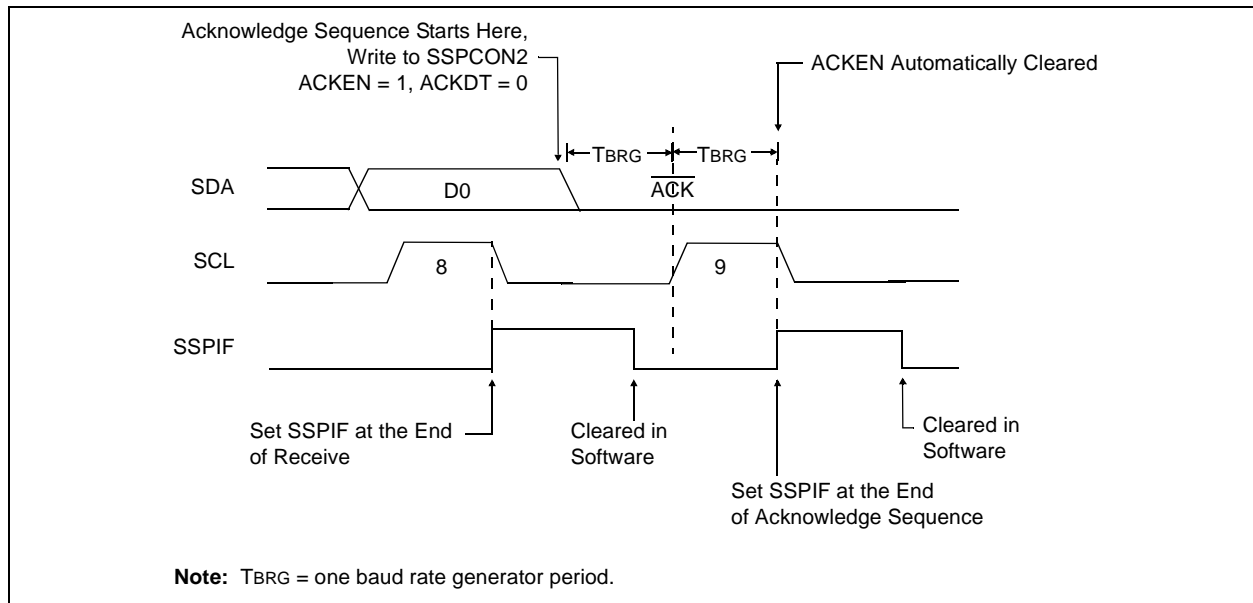 Acknowledge Sequence Starts Here,
Write to SSPCON2
ACKEN = 1, ACKDT = 0
ACKEN Automatically Cleared
TBRG
TBRG
SDA
D0
ACK
SCL
8
9
SSPIF
Set SSPIF at the End
of Receive
Cleared in
Software
Set SSPIF at the End
of Acknowledge Sequence
Cleared in
Software
Note: TBRG = one baud rate generator period.